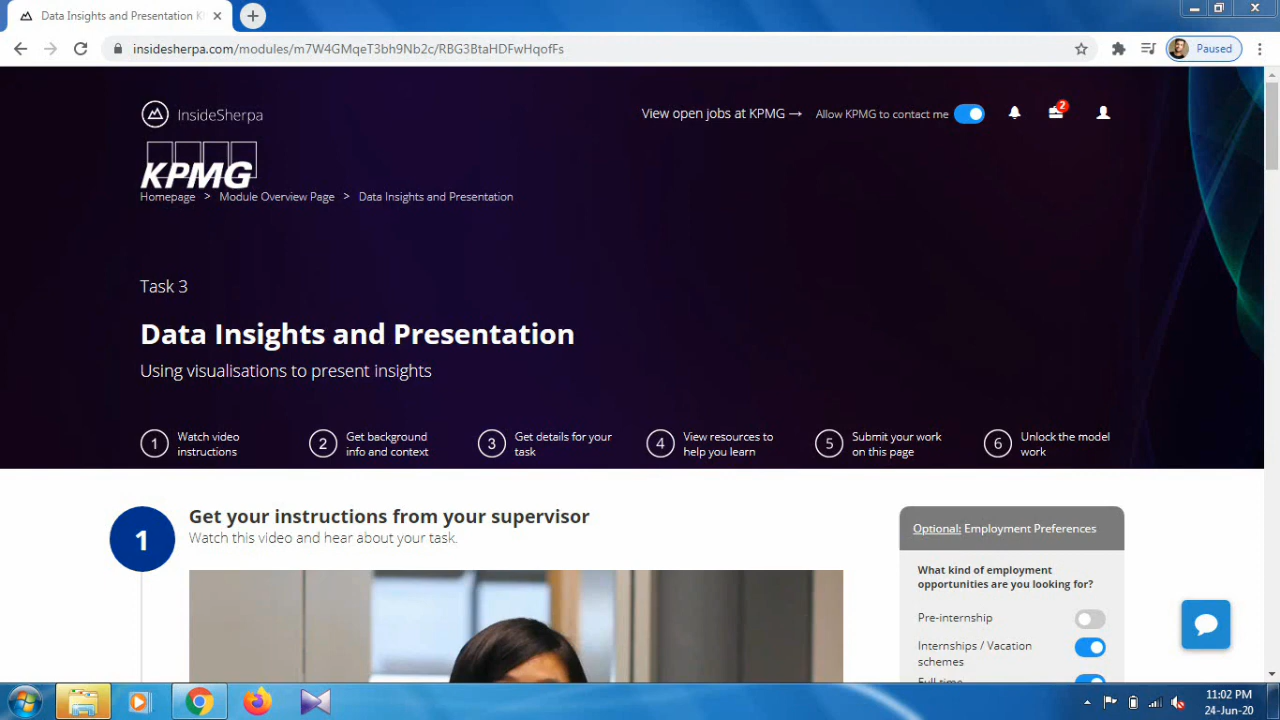 Data Insights and Presentation K
insidesherpa.com/modules/m7W4GMqeT3bh9Nb2c/RBG3BtaHDFwHqofFs
Paused
InsideSherpa
View open jobs at KPMG →
Allow KPMG to contact me
2
KPMG
Homepage > Module Overview Page > Data Insights and Presentation
Task 3
Data Insights and Presentation
Using visualisations to present insights
1
Watch video
instructions
2
Get background
info and context
3
Get details for your
task
4
View resources to
help you learn
5
Submit your work
on this page
6
Unlock the model
work
1
Get your instructions from your supervisor
Watch this video and hear about your task.
Optional: Employment Preferences
What kind of employment
opportunities are you looking for?
Pre-internship
Internships / Vacation
schemes
Full time
11:02 PM
24-Jun-20